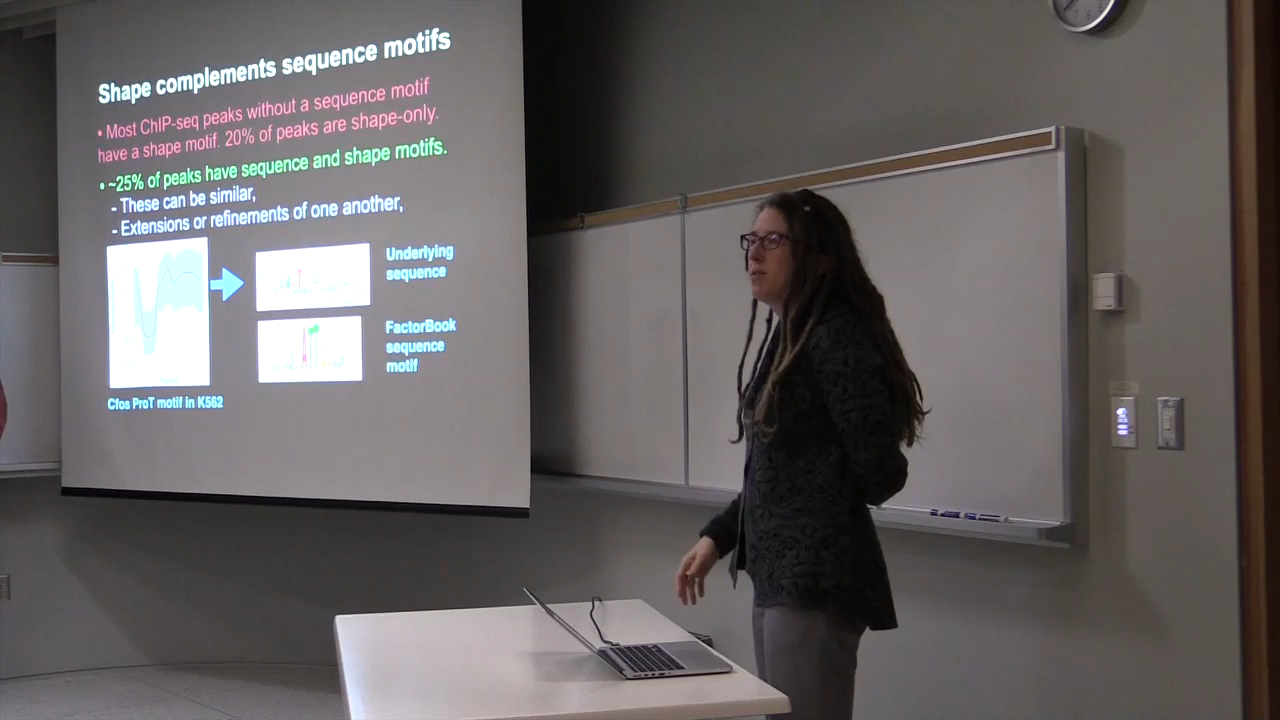 Shape complements sequence motifs
• Most ChIP-seq peaks without a sequence motif
have a shape motif. 20% of peaks are shape-only.
• ~25% of peaks have sequence and shape motifs.
- These can be similar,
- Extensions or refinements of one another,
Underlying
sequence
FactorBook
sequence
motif
Cfos ProT motif in K562